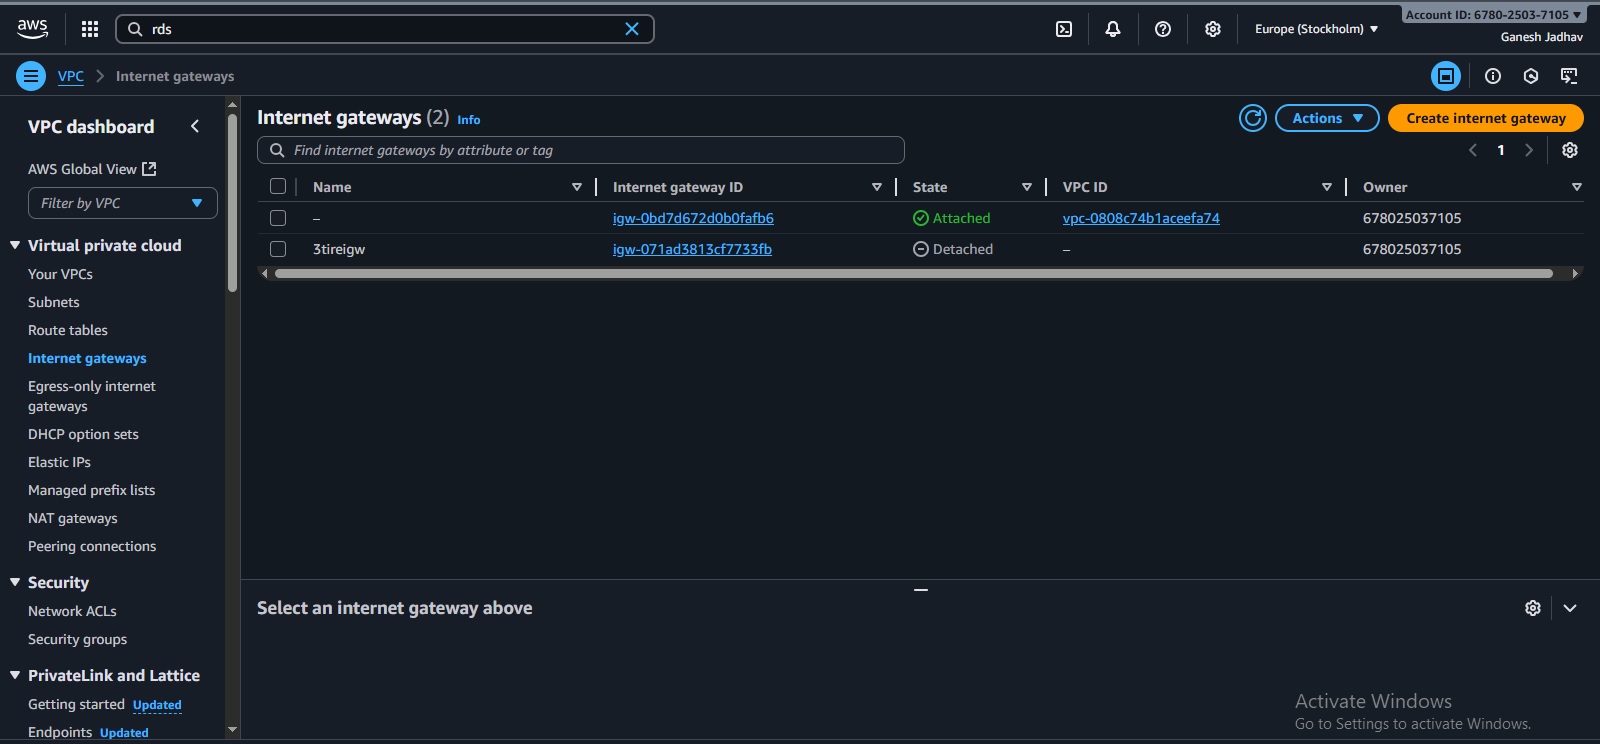 aws
rds
Europe (Stockholm)
Account ID: 6780-2503-7105
Ganesh Jadhav
VPC
Internet gateways
VPC dashboard
AWS Global View
Filter by VPC
Virtual private cloud
Your VPCs
Subnets
Route tables
Internet gateways
Egress-only internet
gateways
DHCP option sets
Elastic IPs
Managed prefix lists
NAT gateways
Peering connections
Security
Network ACLs
Security groups
PrivateLink and Lattice
Getting started Updated
Endpoints Updated
Internet gateways (2) Info
Actions
Create internet gateway
Find internet gateways by attribute or tag
1
Name Internet gateway ID State VPC ID Owner
– igw-0bd7d672d0b0fafb6 Attached vpc-0808c74b1aceefa74 678025037105
3tireigw igw-071ad3813cf7733fb Detached – 678025037105
Select an internet gateway above
Activate Windows
Go to Settings to activate Windows.